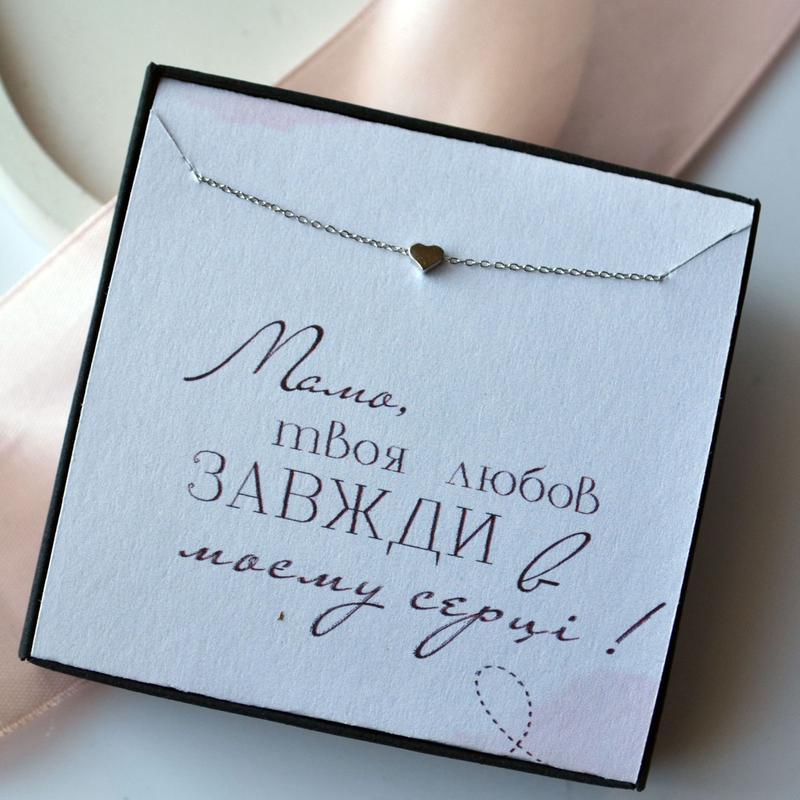 Мамо,
твоя любов
ЗАВЖДИ в
моєму серці !